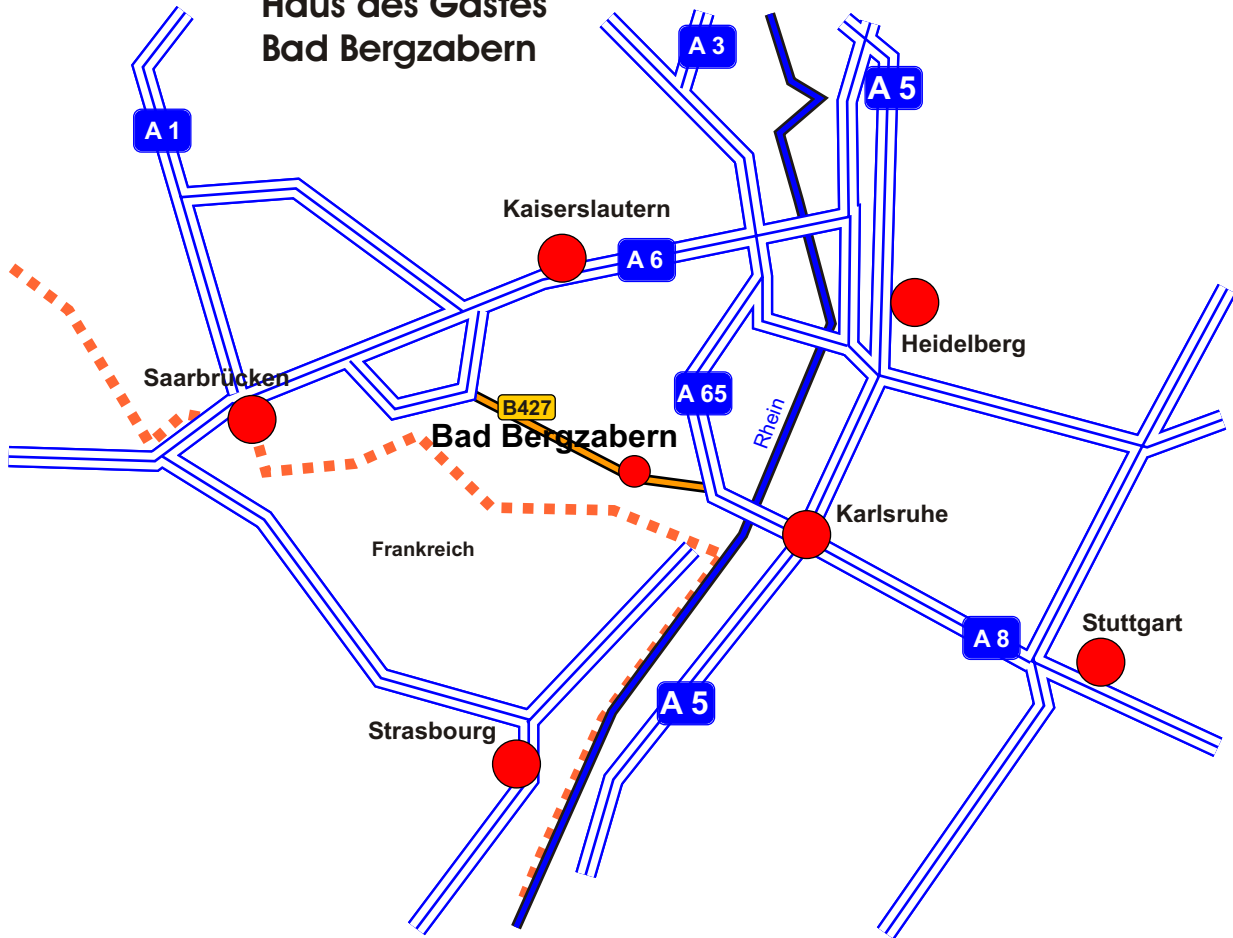 Haus des Gastes
Bad Bergzabern
A 3
A 5
A 1
Kaiserslautern
A 6
Heidelberg
Saarbrücken
A 65
B427
Rhein
Bad Bergzabern
Karlsruhe
Frankreich
Stuttgart
A 8
A 5
Strasbourg